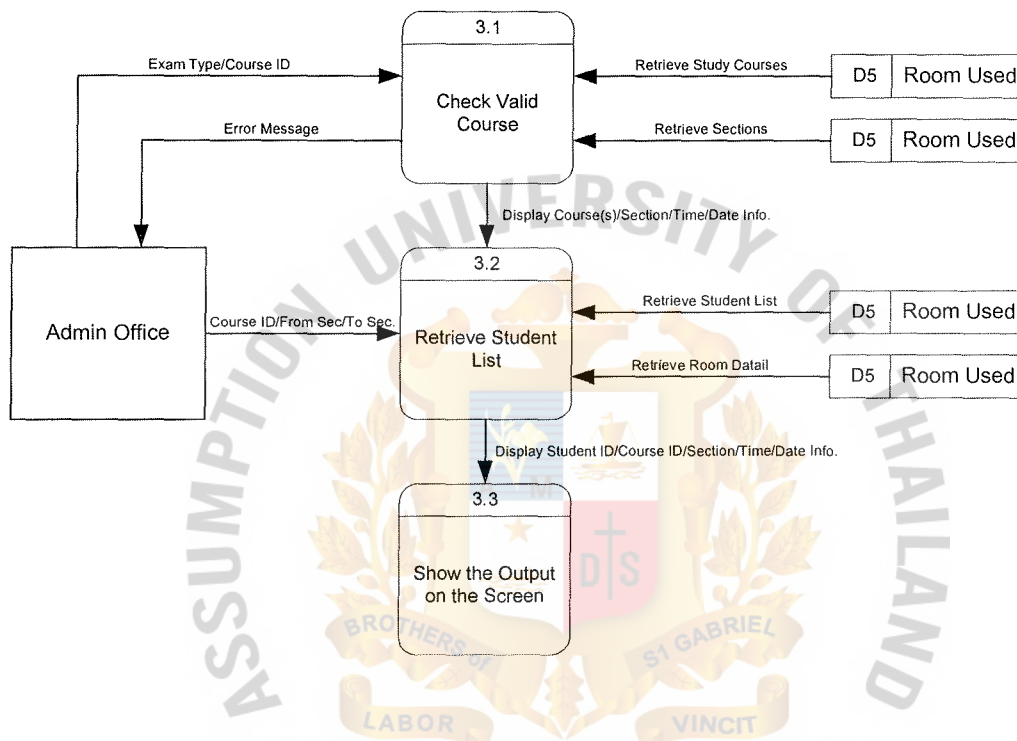 3.1
Check Valid
Course
Exam Type/Course ID
Error Message
Retrieve Study Courses
D5 Room Used
Retrieve Sections
D5 Room Used
Display Course(s)/Section/Time/Date Info.
Admin Office
Course ID/From Sec/To Sec.
3.2
Retrieve Student
List
Retrieve Student List
D5 Room Used
Retrieve Room Datail
D5 Room Used
Display Student ID/Course ID/Section/Time/Date Info.
3.3
Show the Output
on the Screen
ASSUMPTION UNIVERSITY OF THAILAND
M
D S
BROTHERS of
S1 GABRIEL
LABOR
VINCIT